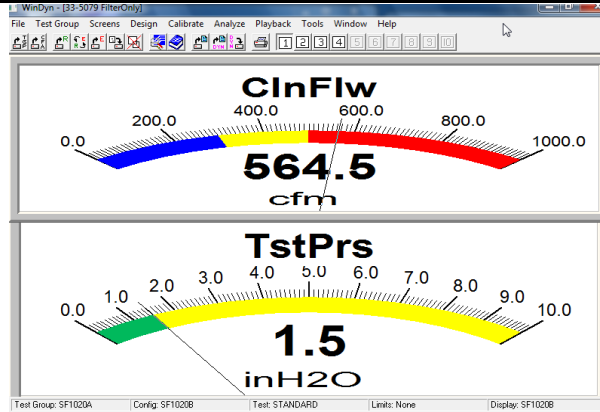 WinDyn - [33-5079 FilterOnly]
File Test Group Screens Design Calibrate Analyze Playback Tools Window Help
1 2 3 4 5 6 7 8 9 10
ClnFlw
0.0 200.0 400.0 600.0 800.0 1000.0
564.5
cfm
TstPrs
0.0 1.0 2.0 3.0 4.0 5.0 6.0 7.0 8.0 9.0 10.0
1.5
inH2O
Test Group: SF1020A Config: SF1020B Test: STANDARD Limits: None Display: SF1020B